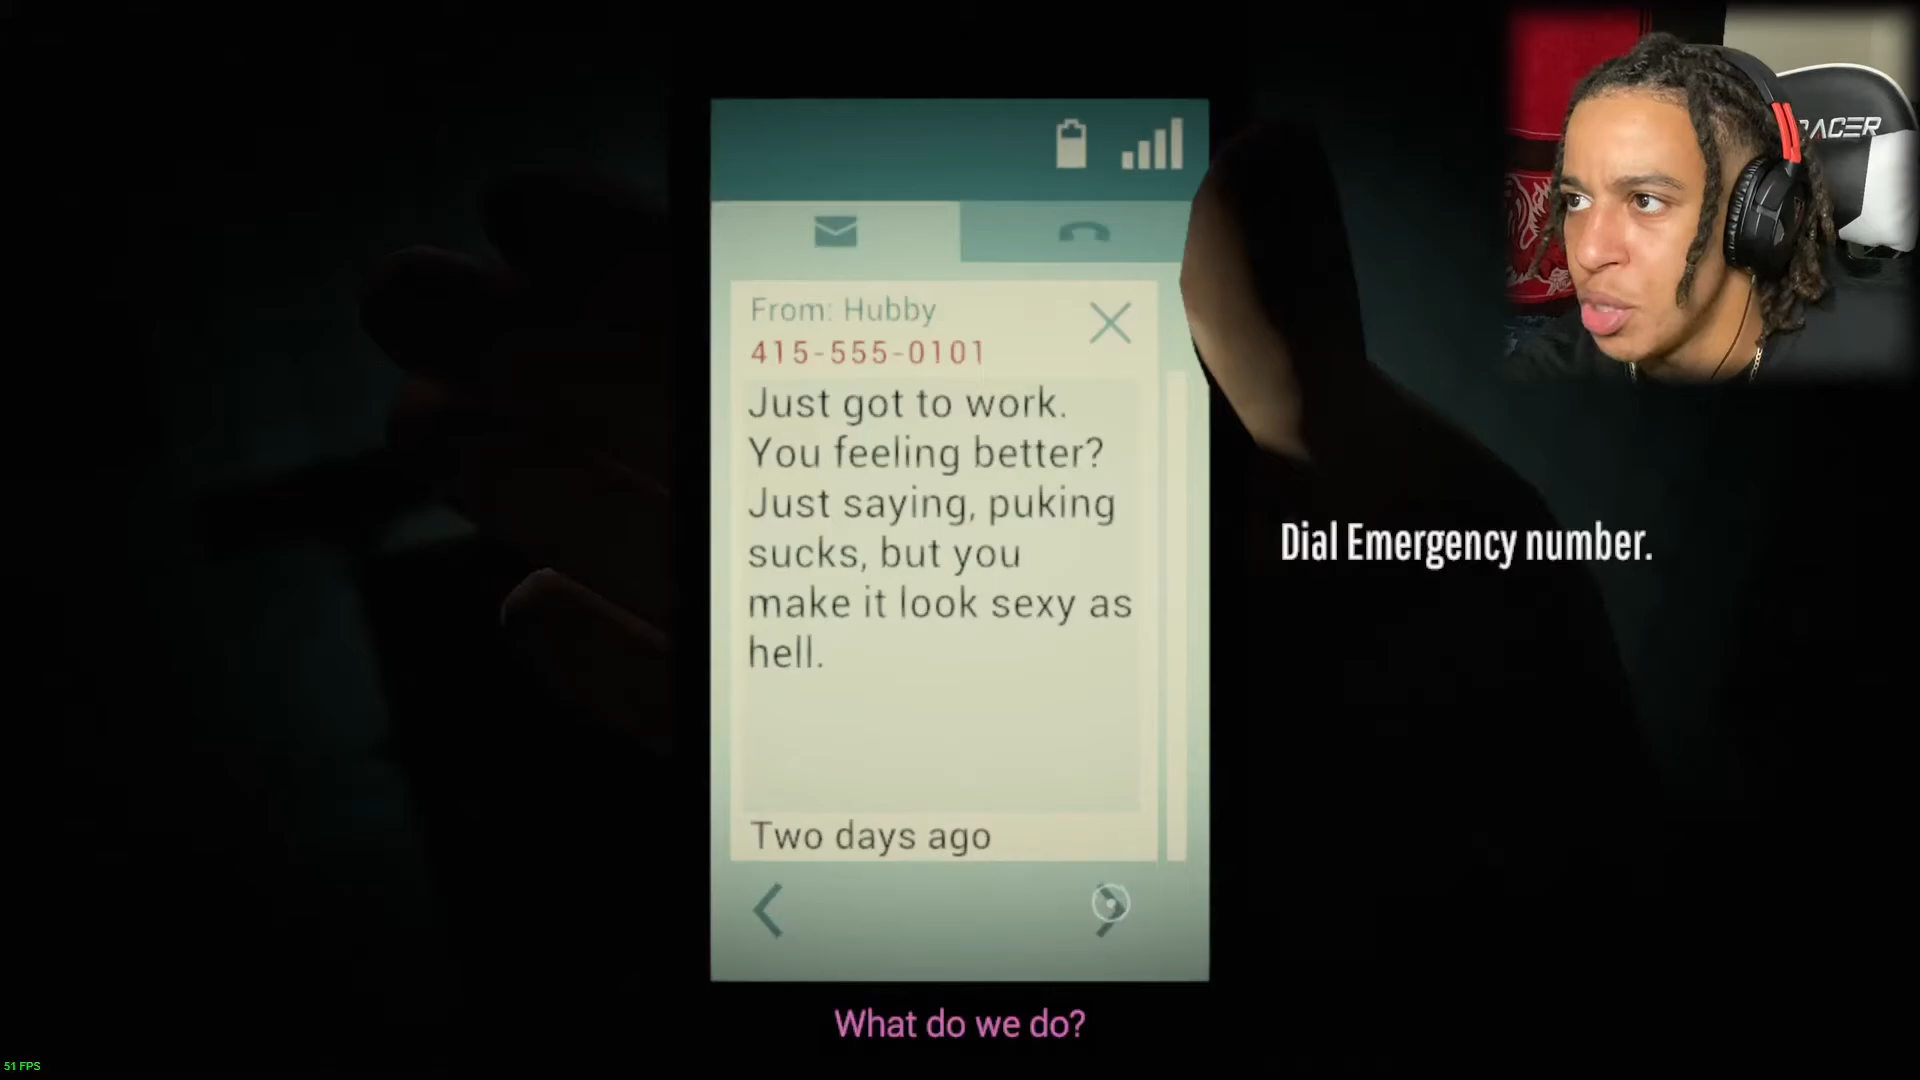 From: Hubby
415-555-0101
Just got to work.
You feeling better?
Just saying, puking
sucks, but you
make it look sexy as
hell.
Two days ago
Dial Emergency number.
What do we do?
51 FPS